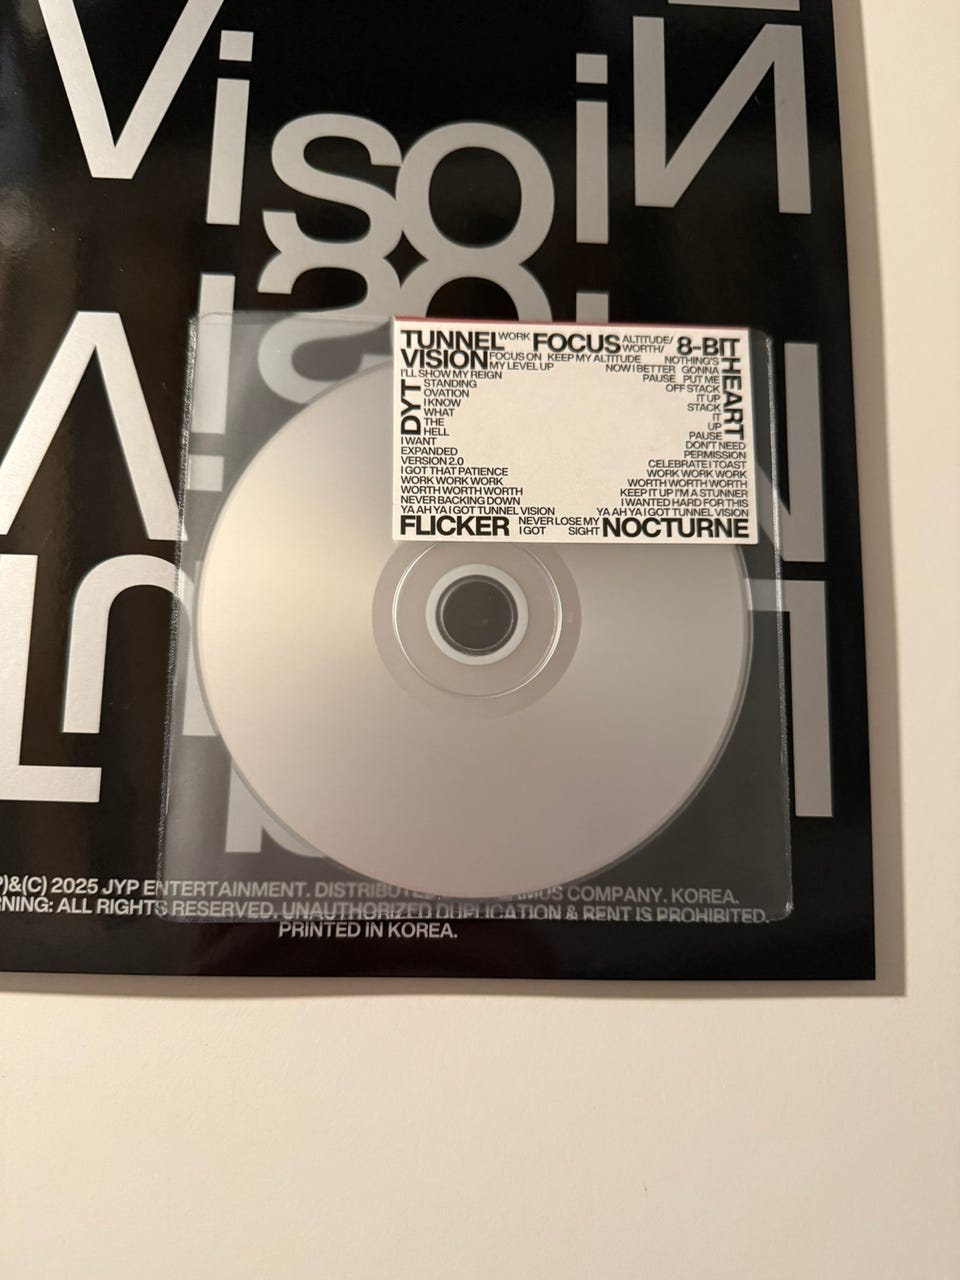 Vision
TUNNEL WORK FOCUS ALTITUDE/ 8-BIT
WORTH/
VISION FOCUS ON KEEP MY ALTITUDE NOTHING'S
MY LEVEL UP NOW I BETTER GONNA
I'LL SHOW MY REIGN PAUSE PUT ME
STANDING OFF STACK
OVATION IT UP
I KNOW STACK
WHAT IT
THE UP
HELL PAUSE
DYT
HEART
I WANT DON'T NEED
EXPANDED PERMISSION
VERSION 2.0 CELEBRATE I TOAST
I GOT THAT PATIENCE WORK WORK WORK
WORK WORK WORK WORTH WORTH WORTH
WORTH WORTH WORTH KEEP IT UP I'M A STUNNER
NEVER BACKING DOWN I WANTED HARD FOR THIS
YA AH YA I GOT TUNNEL VISION YA AH YA I GOT TUNNEL VISION
FLICKER NEVER LOSE MY NOCTURNE
I GOT SIGHT
P)&(C) 2025 JYP ENTERTAINMENT. DISTRIBUTE COMPANY. KOREA.
RNING: ALL RIGHTS RESERVED. UNAUTHORIZED DUPLICATION & RENT IS PROHIBITED.
PRINTED IN KOREA.